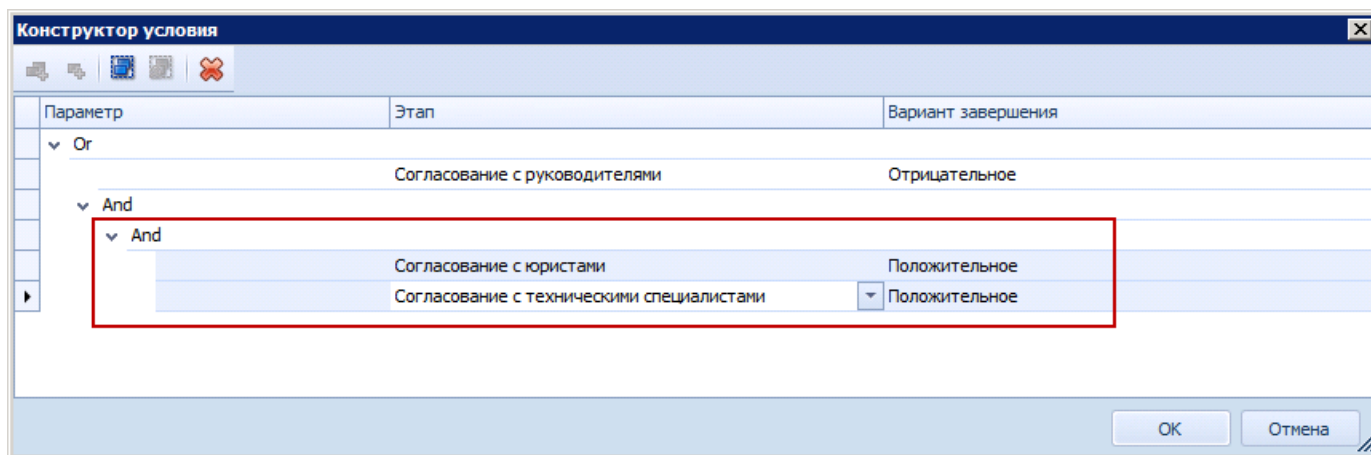 Конструктор условия
Параметр Этап Вариант завершения
Or
Согласование с руководителями Отрицательное
And
And
Согласование с юристами Положительное
Согласование с техническими специалистами Положительное
OK Отмена